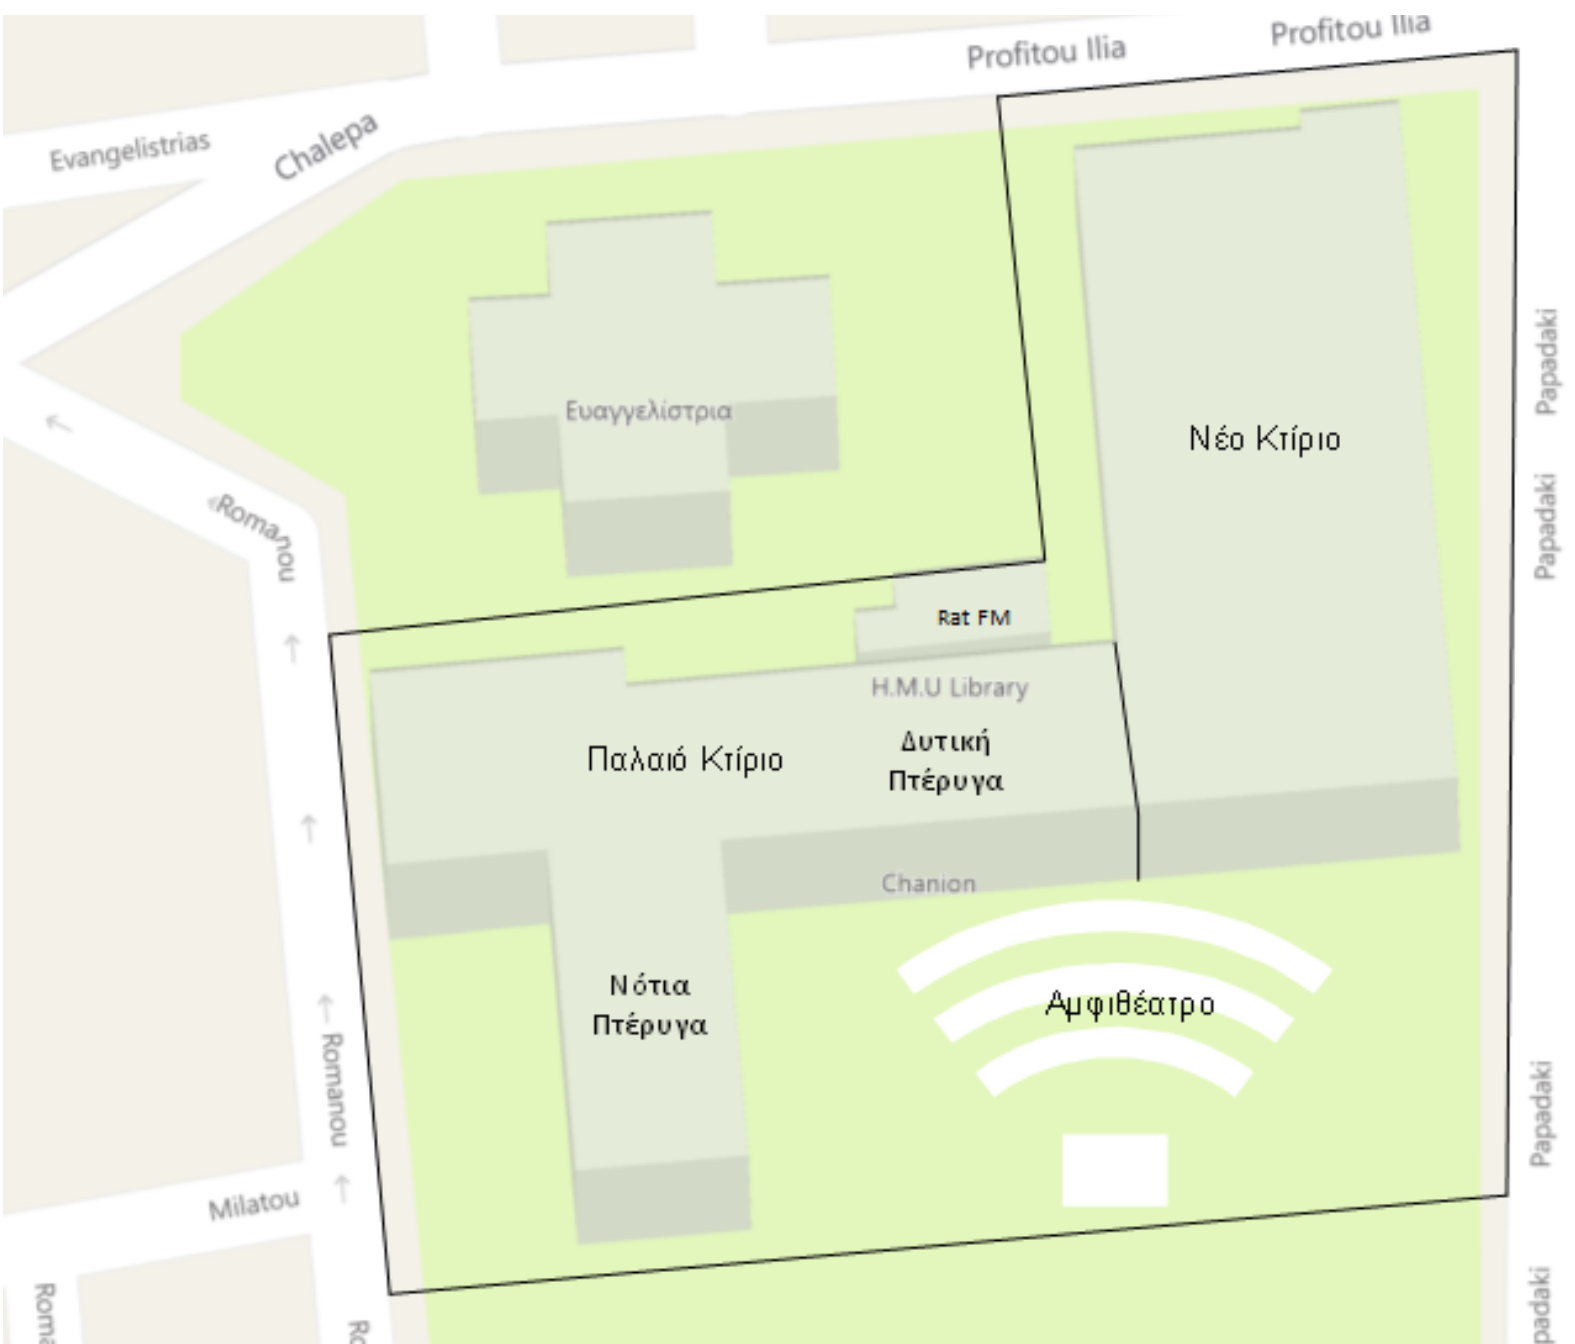 Profitou Ilia
Profitou Ilia
Evangelistrias
Chalepa
Papadaki
Ευαγγελίστρια
Νέο Κτίριο
Romanou
Papadaki
Rat FM
H.M.U Library
Παλαιό Κτίριο
Δυτική
Πτέρυγα
Chanion
Νότια
Πτέρυγα
Αμφιθέατρο
Romanou
Papadaki
Milatou